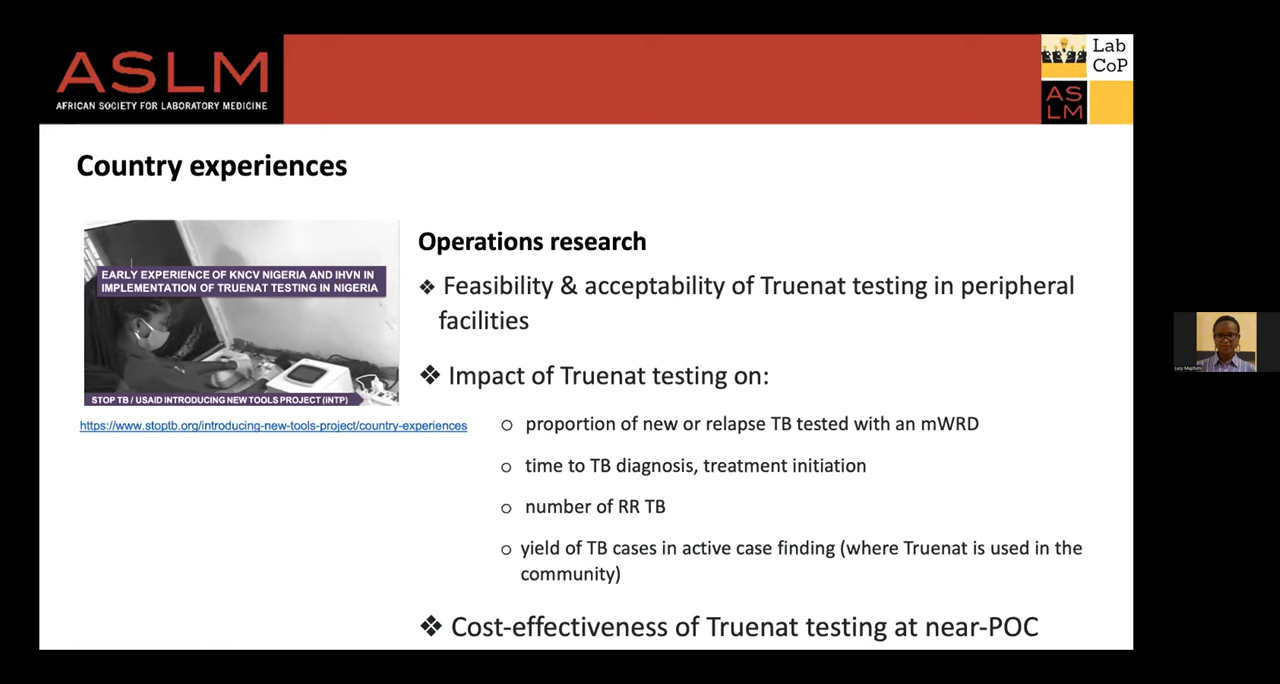 ASLM
AFRICAN SOCIETY FOR LABORATORY MEDICINE
Lab
CoP
AS
LM
Country experiences
EARLY EXPERIENCE OF KNCV NIGERIA AND IHVN IN
IMPLEMENTATION OF TRUENAT TESTING IN NIGERIA
STOP TB / USAID INTRODUCING NEW TOOLS PROJECT (iNTP)
https://www.stoptb.org/introducing-new-tools-project/country-experiences
Operations research
❖ Feasibility & acceptability of Truenat testing in peripheral
facilities
❖ Impact of Truenat testing on:
o proportion of new or relapse TB tested with an mWRD
o time to TB diagnosis, treatment initiation
o number of RR TB
o yield of TB cases in active case finding (where Truenat is used in the
community)
❖ Cost-effectiveness of Truenat testing at near-POC